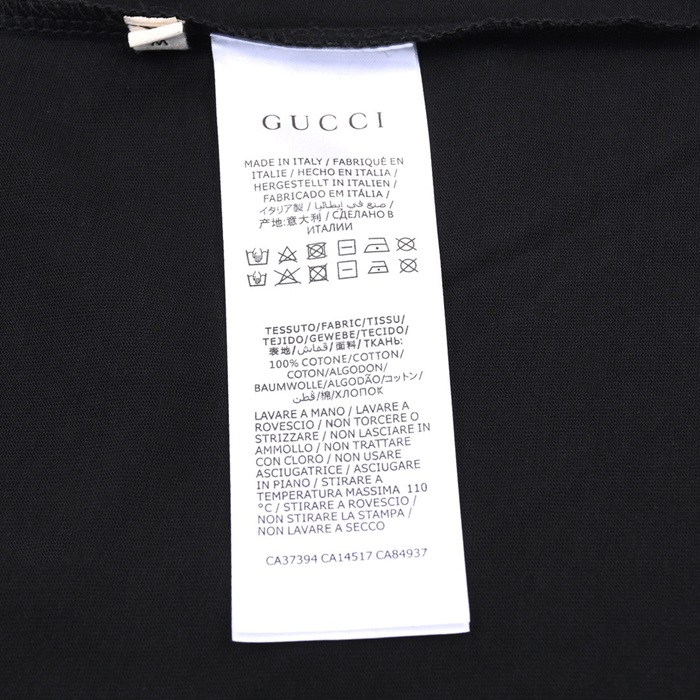 M
GUCCI
MADE IN ITALY / FABRIQUÉ EN
ITALIE / HECHO EN ITALIA /
HERGESTELLT IN ITALIEN /
FABRICADO EM ITÁLIA /
イタリア製 / صنع في إيطاليا /
产地:意大利 / СДЕЛАНО В
ИТАЛИИ
TESSUTO/FABRIC/TISSU/
TEJIDO/GEWEBE/TECIDO/
表地/قماش/面料/ТКАНЬ:
100% COTONE/COTTON/
COTON/ALGODON/
BAUMWOLLE/ALGODÃO/コットン/
قطن/棉/ХЛОПОК
LAVARE A MANO / LAVARE A
ROVESCIO / NON TORCERE O
STRIZZARE / NON LASCIARE IN
AMMOLLO / NON TRATTARE
CON CLORO / NON USARE
ASCIUGATRICE / ASCIUGARE
IN PIANO / STIRARE A
TEMPERATURA MASSIMA 110
°C / STIRARE A ROVESCIO /
NON STIRARE LA STAMPA /
NON LAVARE A SECCO
CA37394 CA14517 CA84937